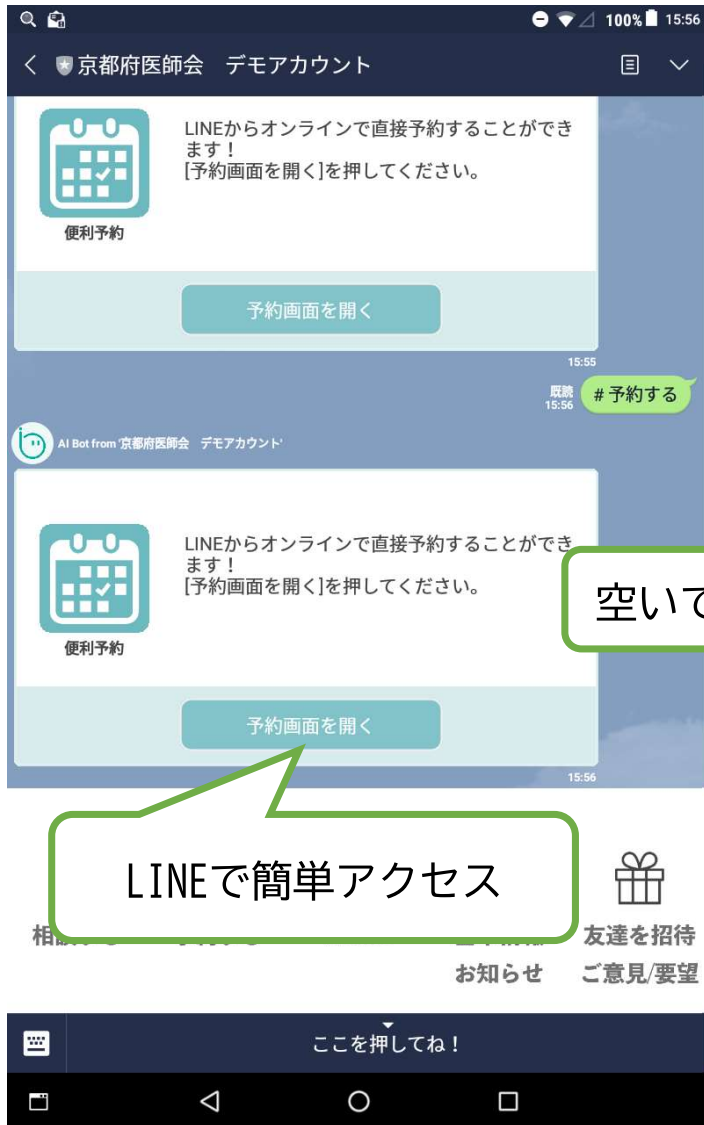 100% 15:56
京都府医師会 デモアカウント
LINEからオンラインで直接予約することができ
ます！
[予約画面を開く]を押してください。
便利予約
予約画面を開く
15:55
既読
15:56
#予約する
AI Bot from '京都府医師会 デモアカウント'
LINEからオンラインで直接予約することができ
ます！
[予約画面を開く]を押してください。
便利予約
空いて
予約画面を開く
15:56
LINEで簡単アクセス
友達を招待
お知らせ
ご意見/要望
ここを押してね！